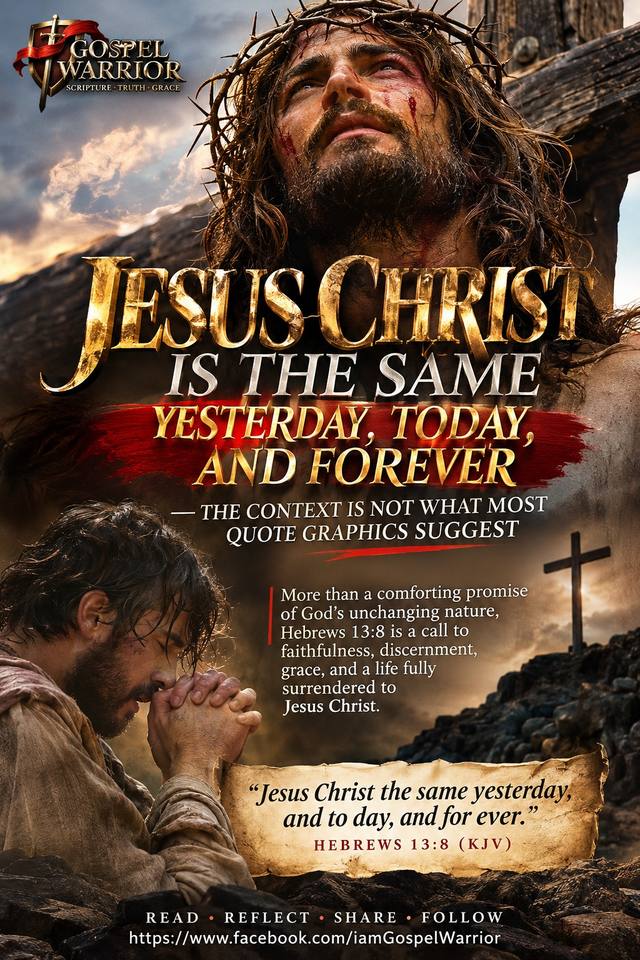 GOSPEL
WARRIOR
SCRIPTURE · TRUTH · GRACE
JESUS CHRIST
IS THE SAME
YESTERDAY, TODAY,
AND FOREVER
— THE CONTEXT IS NOT WHAT MOST
QUOTE GRAPHICS SUGGEST
More than a comforting promise
of God's unchanging nature,
Hebrews 13:8 is a call to
faithfulness, discernment,
grace, and a life fully
surrendered to
Jesus Christ.
“Jesus Christ the same yesterday,
and to day, and for ever.”
HEBREWS 13:8 (KJV)
READ • REFLECT • SHARE • FOLLOW
https://www.facebook.com/iamGospelWarrior